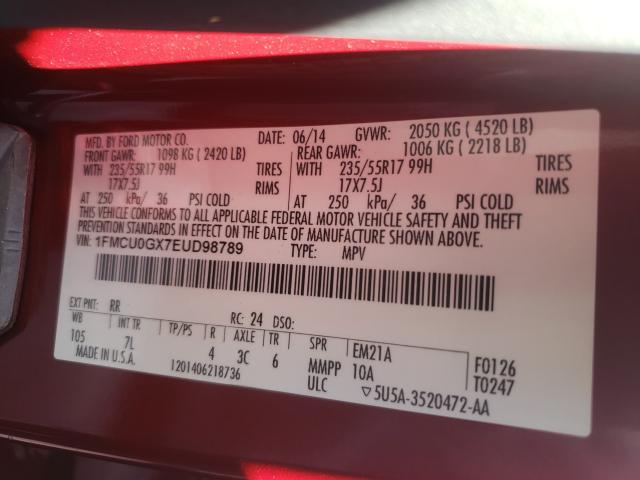 MFD. BY FORD MOTOR CO. DATE: 06/14 GVWR: 2050 KG ( 4520 LB)
FRONT GAWR: 1098 KG ( 2420 LB) REAR GAWR: 1006 KG ( 2218 LB)
WITH 235/55R17 99H TIRES WITH 235/55R17 99H TIRES
17X7.5J RIMS 17X7.5J RIMS
AT 250 kPa/ 36 PSI COLD AT 250 kPa/ 36 PSI COLD
THIS VEHICLE CONFORMS TO ALL APPLICABLE FEDERAL MOTOR VEHICLE SAFETY AND THEFT
PREVENTION STANDARDS IN EFFECT ON THE DATE OF MANUFACTURE SHOWN ABOVE.
VIN: 1FMCU0GX7EUD98789 TYPE: MPV
EXT PNT: RR RC: 24 DSO:
WB INT TR TP/PS R AXLE TR SPR EM21A F0126
105 7L 4 3C 6 MMPP 10A T0247
MADE IN U.S.A. 1201406218736 ULC ▽5U5A-3520472-AA